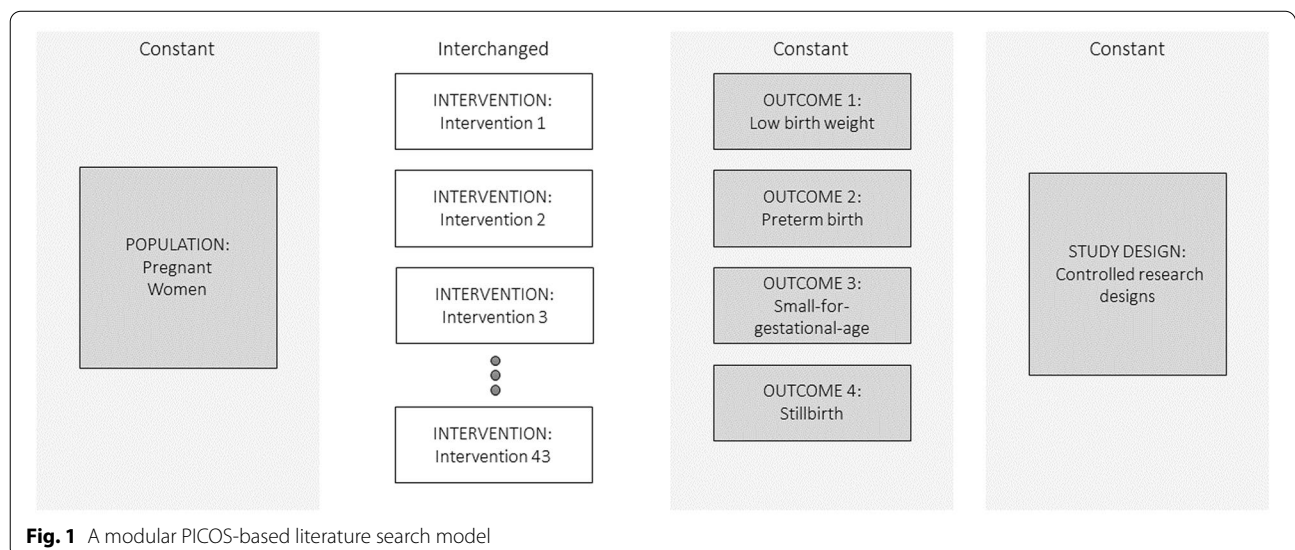 Constant
POPULATION:
Pregnant
Women
Interchanged
INTERVENTION:
Intervention 1
INTERVENTION:
Intervention 2
INTERVENTION:
Intervention 3
INTERVENTION:
Intervention 43
Constant
OUTCOME 1:
Low birth weight
OUTCOME 2:
Preterm birth
OUTCOME 3:
Small-for-
gestational-age
OUTCOME 4:
Stillbirth
Constant
STUDY DESIGN:
Controlled research
designs
Fig. 1 A modular PICOS-based literature search model